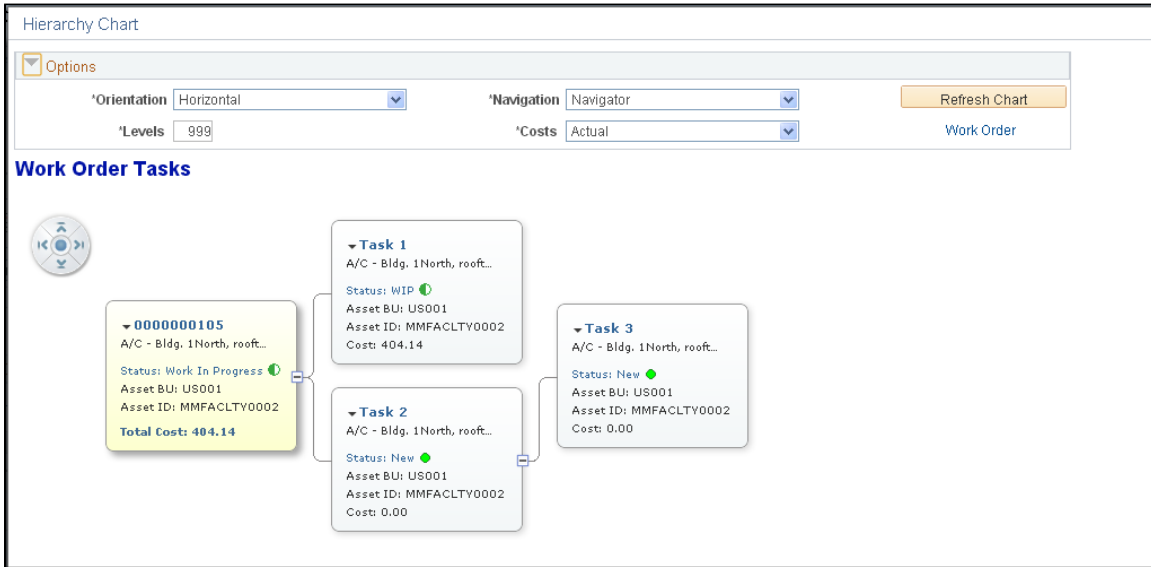 Hierarchy Chart
Options
*Orientation Horizontal *Navigation Navigator Refresh Chart
*Levels 999 *Costs Actual Work Order
Work Order Tasks
0000000105
A/C - Bldg. 1North, rooft...
Status: Work In Progress
Asset BU: US001
Asset ID: MMFACLTY0002
Total Cost: 404.14
Task 1
A/C - Bldg. 1North, rooft...
Status: WIP
Asset BU: US001
Asset ID: MMFACLTY0002
Cost: 404.14
Task 2
A/C - Bldg. 1North, rooft...
Status: New
Asset BU: US001
Asset ID: MMFACLTY0002
Cost: 0.00
Task 3
A/C - Bldg. 1North, rooft...
Status: New
Asset BU: US001
Asset ID: MMFACLTY0002
Cost: 0.00